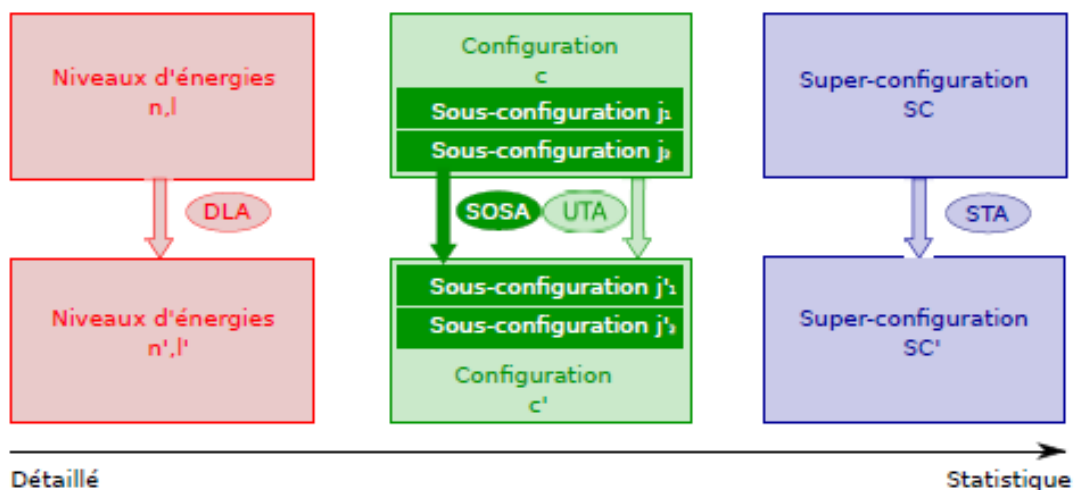 Niveaux d'énergies
n,l
Configuration
c
Sous-configuration j₁
Sous-configuration j₂
Super-configuration
SC
DLA
SOSA
UTA
STA
Niveaux d'énergies
n',l'
Sous-configuration j'₁
Sous-configuration j'₂
Configuration
c'
Super-configuration
SC'
Détaillé
Statistique